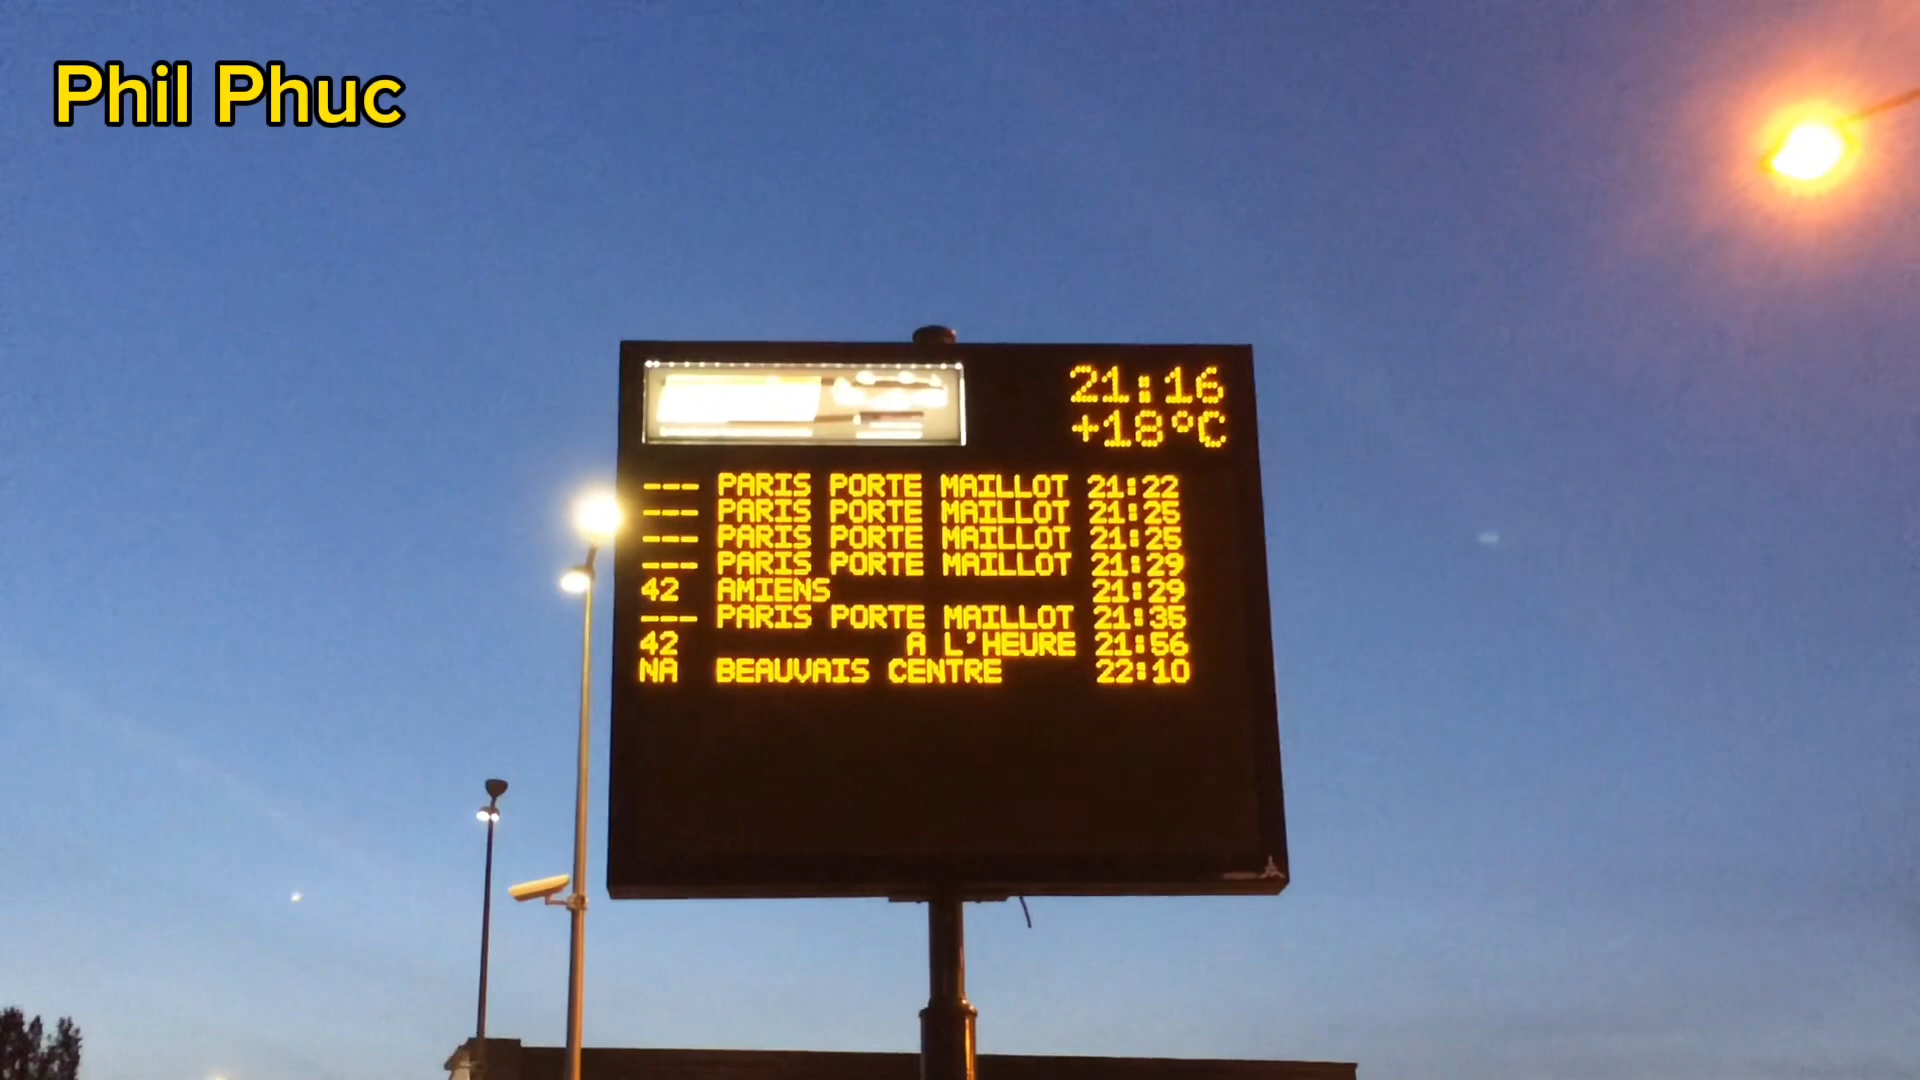 Phil Phuc
21:16
+18°C
--- PARIS PORTE MAILLOT 21:22
--- PARIS PORTE MAILLOT 21:25
--- PARIS PORTE MAILLOT 21:25
--- PARIS PORTE MAILLOT 21:29
42 AMIENS 21:29
--- PARIS PORTE MAILLOT 21:35
42 A L'HEURE 21:56
NA BEAUVAIS CENTRE 22:10